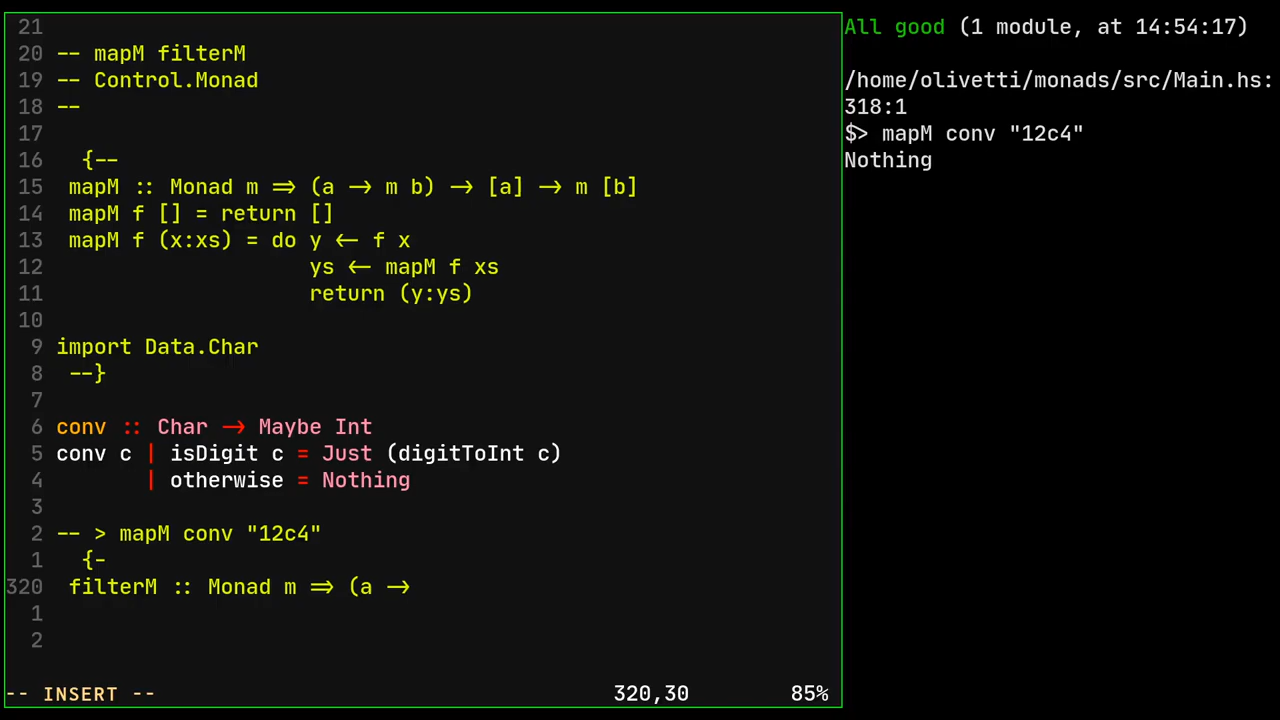 21
20 -- mapM filterM
19 -- Control.Monad
18 --
17
16   {--
15  mapM :: Monad m => (a -> m b) -> [a] -> m [b]
14  mapM f [] = return []
13  mapM f (x:xs) = do y <- f x
12                     ys <- mapM f xs
11                     return (y:ys)
10
9 import Data.Char
8  --}
7
6 conv :: Char -> Maybe Int
5 conv c | isDigit c = Just (digitToInt c)
4        | otherwise = Nothing
3
2 -- > mapM conv "12c4"
1   {-
320  filterM :: Monad m => (a ->
1
2
-- INSERT -- 320,30 85%
All good (1 module, at 14:54:17)
/home/olivetti/monads/src/Main.hs:
318:1
$> mapM conv "12c4"
Nothing